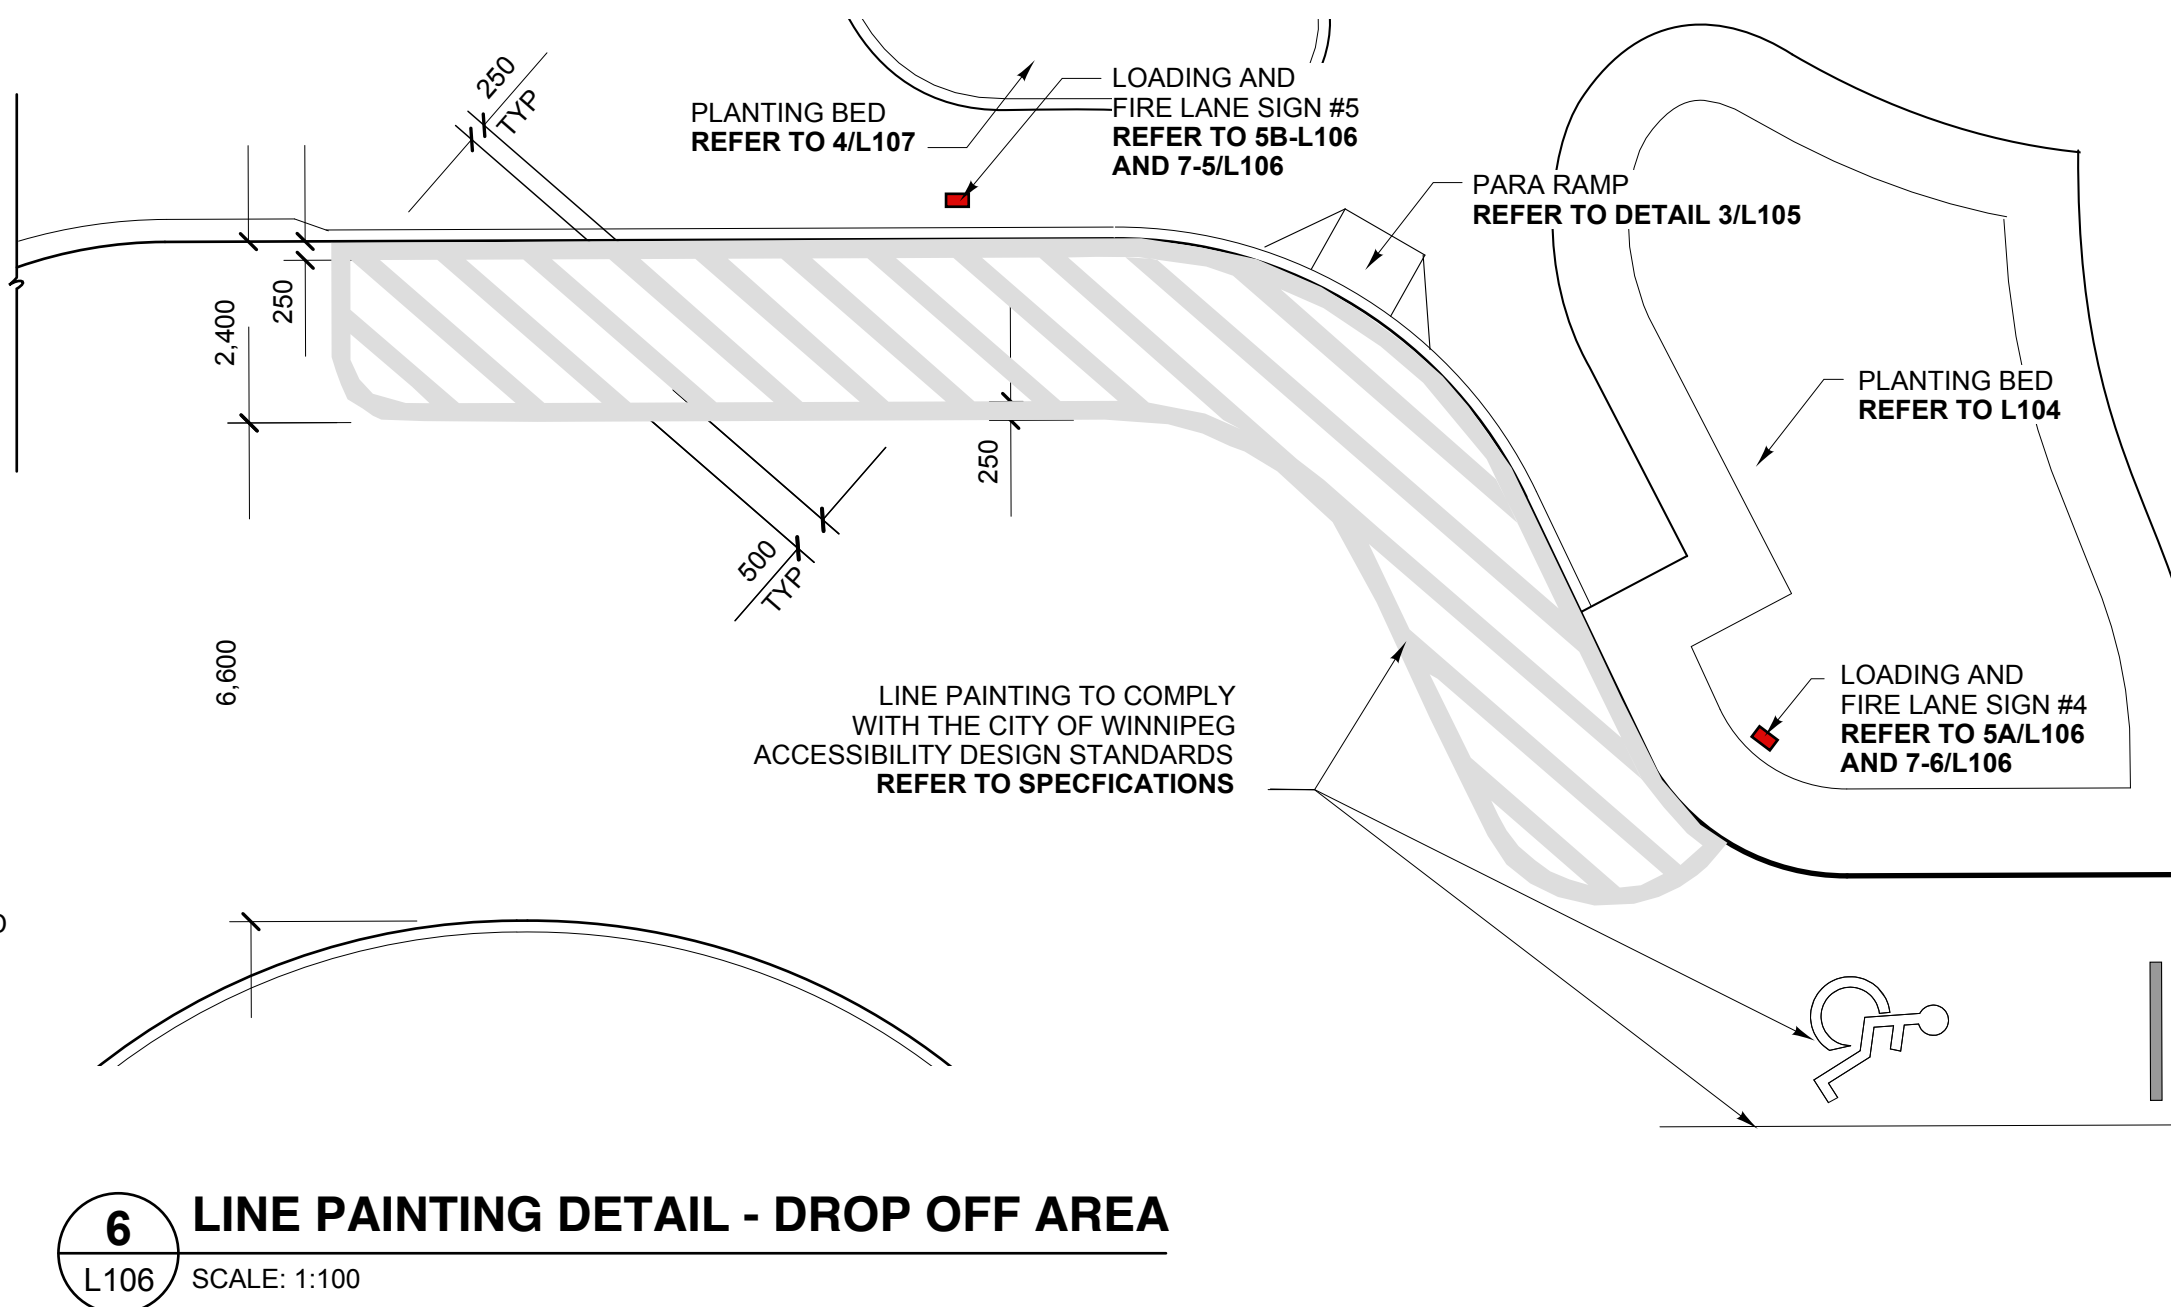 250
TYP
PLANTING BED
REFER TO 4/L107
LOADING AND
FIRE LANE SIGN #5
REFER TO 5B-L106
AND 7-5/L106
PARA RAMP
REFER TO DETAIL 3/L105
250
2,400
PLANTING BED
REFER TO L104
250
500
TYP
6,600
LINE PAINTING TO COMPLY
WITH THE CITY OF WINNIPEG
ACCESSIBILITY DESIGN STANDARDS
REFER TO SPECFICATIONS
LOADING AND
FIRE LANE SIGN #4
REFER TO 5A/L106
AND 7-6/L106
6
L106
LINE PAINTING DETAIL - DROP OFF AREA
SCALE: 1:100